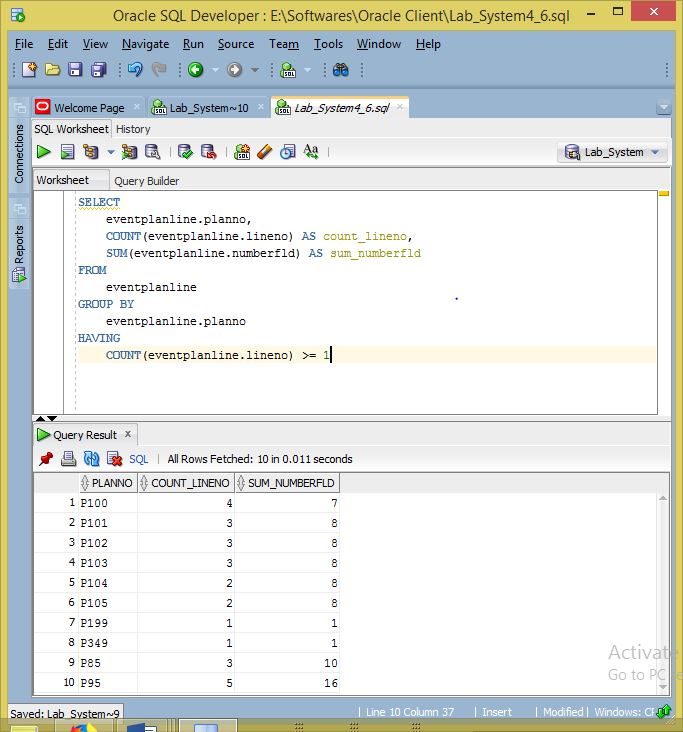 Oracle SQL Developer : E:\Softwares\Oracle Client\Lab_System4_6.sql
File Edit View Navigate Run Source Team Tools Window Help
Welcome Page Lab_System~10 Lab_System4_6.sql
SQL Worksheet History
Connections
Reports
Lab_System
Worksheet Query Builder
SELECT
eventplanline.planno,
COUNT(eventplanline.lineno) AS count_lineno,
SUM(eventplanline.numberfld) AS sum_numberfld
FROM
eventplanline
GROUP BY
eventplanline.planno
HAVING
COUNT(eventplanline.lineno) >= 1
Query Result x
SQL | All Rows Fetched: 10 in 0.011 seconds
PLANNO COUNT_LINENO SUM_NUMBERFLD
1 P100 4 7
2 P101 3 8
3 P102 3 8
4 P103 3 8
5 P104 2 8
6 P105 2 8
7 P199 1 1
8 P349 1 1
9 P85 3 10
10 P95 5 16
Activate
Go to PC se
Saved: Lab_System~9 | Line 10 Column 37 | Insert | Modified | Windows: C